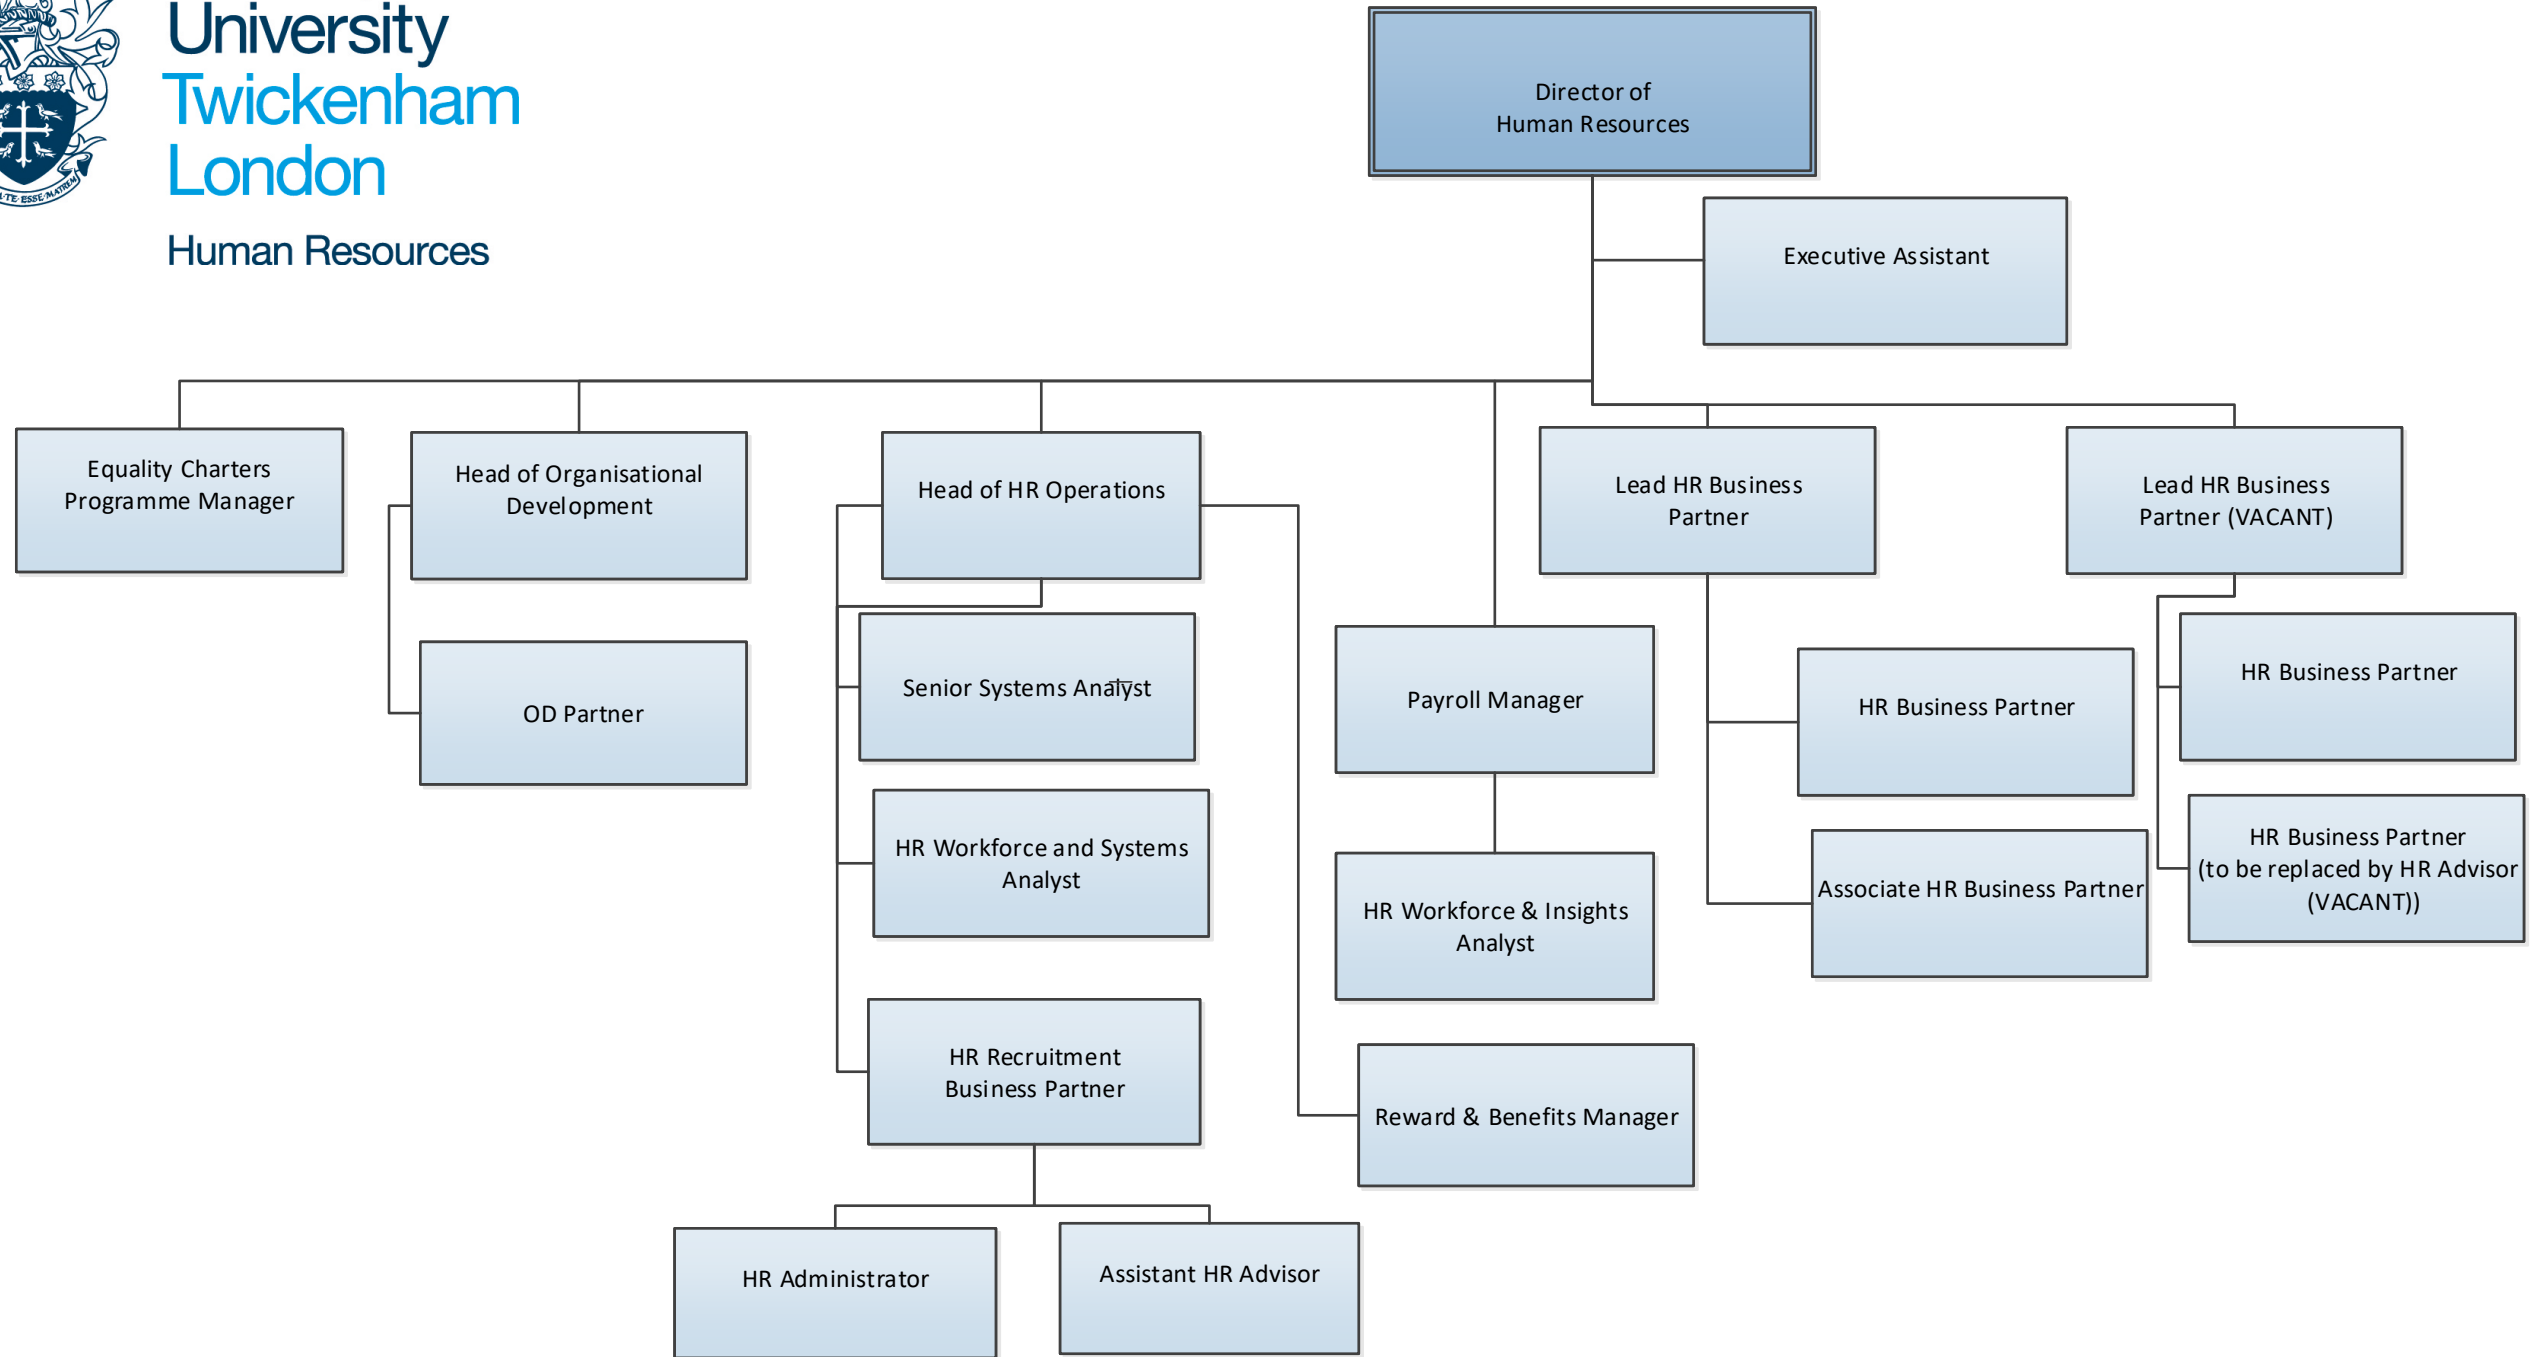 University
Twickenham
London
Human Resources
Director of
Human Resources
Executive Assistant
Equality Charters
Programme Manager
Head of Organisational
Development
Head of HR Operations
Lead HR Business
Partner
Lead HR Business
Partner (VACANT)
OD Partner
Senior Systems Analyst
Payroll Manager
HR Business Partner
HR Business Partner
HR Workforce and Systems
Analyst
HR Workforce & Insights
Analyst
Associate HR Business Partner
HR Business Partner
(to be replaced by HR Advisor
(VACANT))
HR Recruitment
Business Partner
Reward & Benefits Manager
HR Administrator
Assistant HR Advisor
TE·ESSE·MATREM